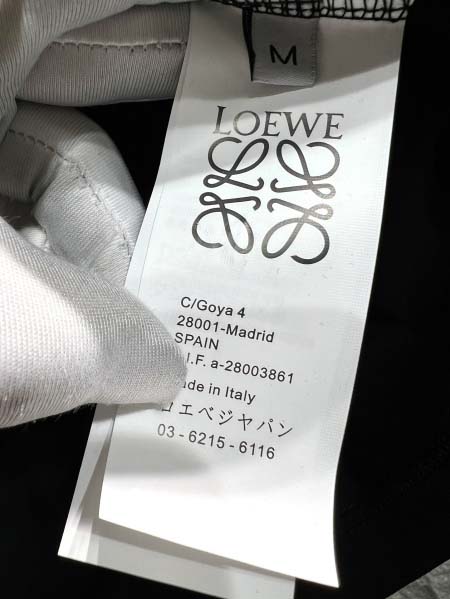 M
LOEWE
C/Goya 4
28001-Madrid
SPAIN
.I.F. a-28003861
de in Italy
ロエベジャパン
03-6215-6116